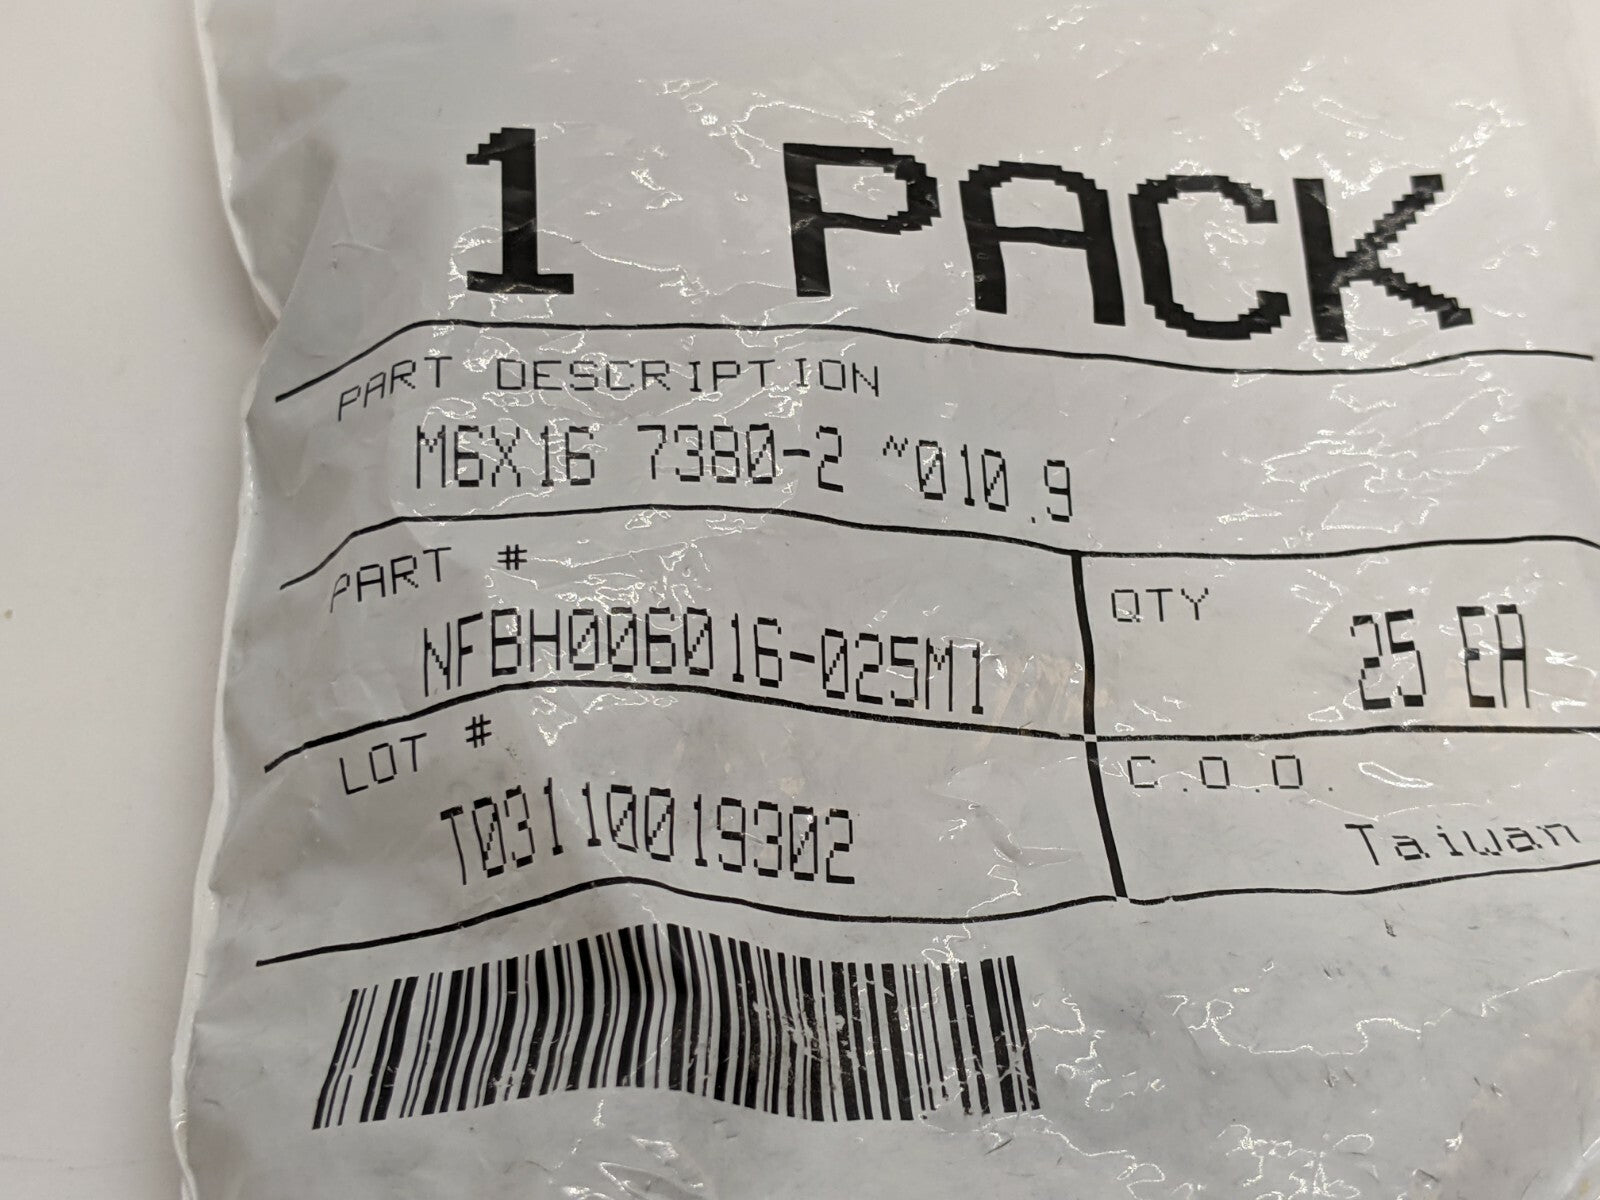 1 PACK
PART DESCRIPTION
M6X16 7380-2 ~010.9
PART #
NFBH006016-025M1
QTY
25 EA
LOT #
T03110019302
C.O.O.
Taiwan